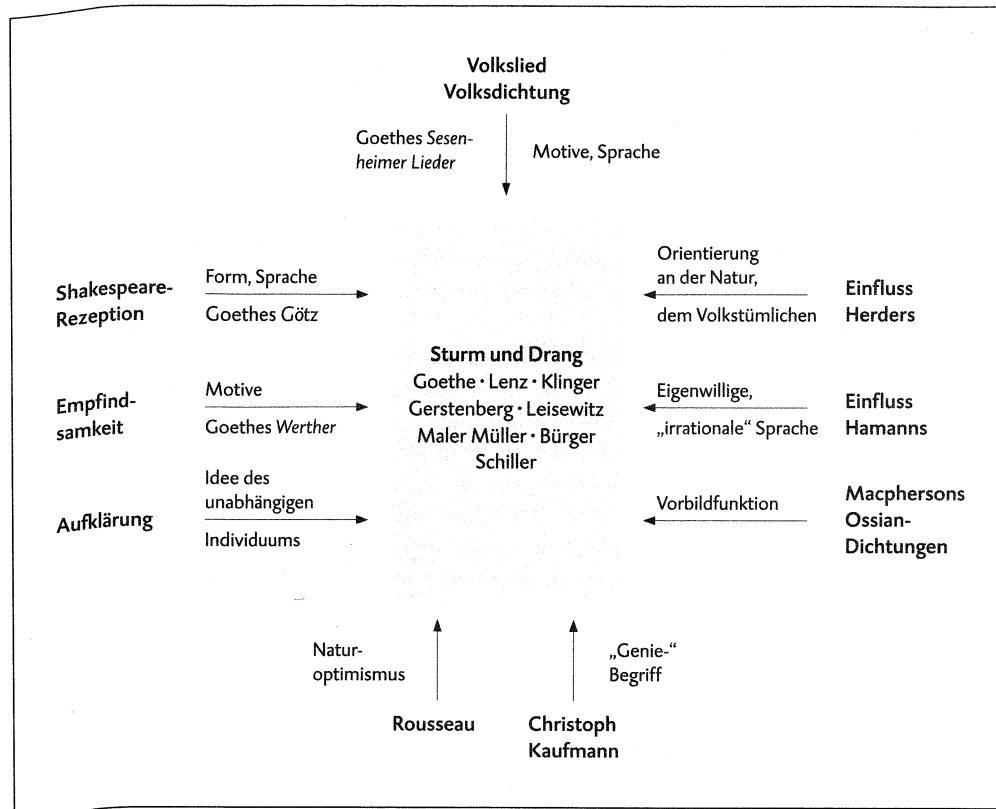 Volkslied
Volksdichtung
Goethes Sesen-
heimer Lieder
Motive, Sprache
Shakespeare-
Rezeption
Form, Sprache
Goethes Götz
Orientierung
an der Natur,
dem Volkstümlichen
Einfluss
Herders
Sturm und Drang
Goethe · Lenz · Klinger
Gerstenberg · Leisewitz
Maler Müller · Bürger
Schiller
Empfind-
samkeit
Motive
Goethes Werther
Eigenwillige,
„irrationale“ Sprache
Einfluss
Hamanns
Aufklärung
Idee des
unabhängigen
Individuums
Vorbildfunktion
Macphersons
Ossian-
Dichtungen
Natur-
optimismus
Rousseau
„Genie-“
Begriff
Christoph
Kaufmann